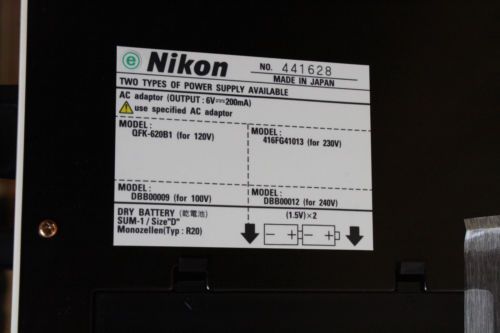 e Nikon NO. 441628
MADE IN JAPAN
TWO TYPES OF POWER SUPPLY AVAILABLE
AC adaptor (OUTPUT : 6V⎓200mA)
! use specified AC adaptor
MODEL :
QFK-620B1 (for 120V)
MODEL :
416FG41013 (for 230V)
MODEL :
DBB00009 (for 100V)
MODEL :
DBB00012 (for 240V)
DRY BATTERY (乾電池)
SUM-1 / Size"D"
Monozellen(Typ : R20)
(1.5V)×2
− + − +